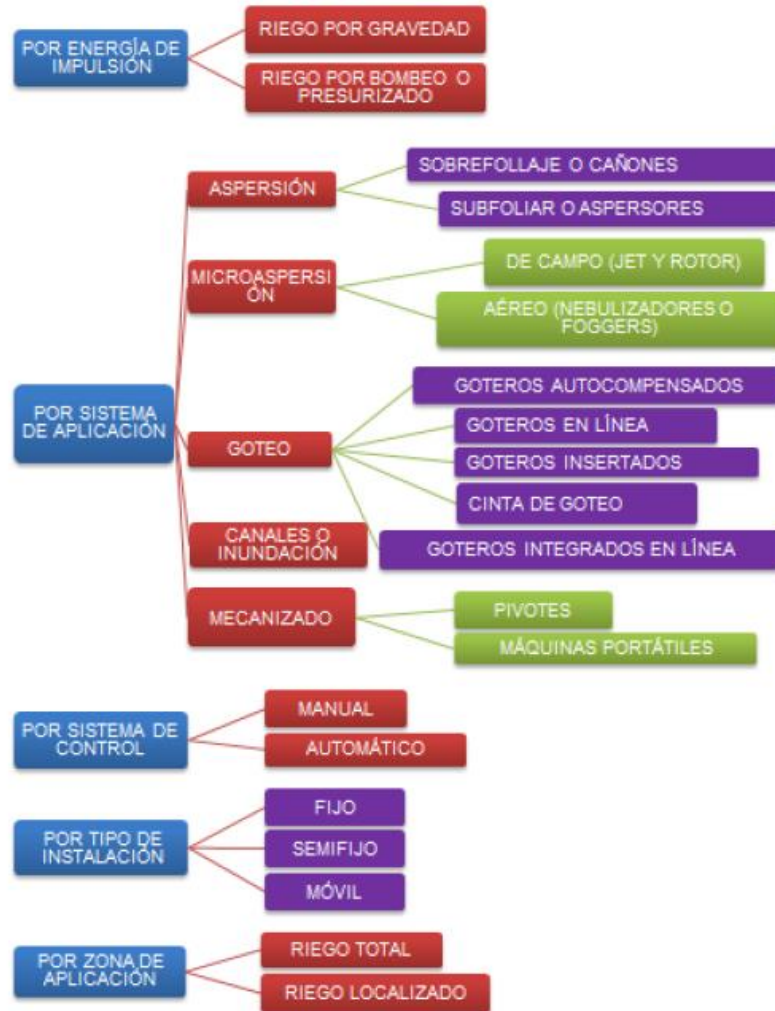 POR ENERGÍA DE
IMPULSIÓN
RIEGO POR GRAVEDAD
RIEGO POR BOMBEO O
PRESURIZADO
POR SISTEMA
DE APLICACIÓN
ASPERSIÓN
SOBREFOLLAJE O CAÑONES
SUBFOLIAR O ASPERSORES
MICROASPERSI
ÓN
DE CAMPO (JET Y ROTOR)
AÉREO (NEBULIZADORES O
FOGGERS)
GOTEO
GOTEROS AUTOCOMPENSADOS
GOTEROS EN LÍNEA
GOTEROS INSERTADOS
CINTA DE GOTEO
GOTEROS INTEGRADOS EN LÍNEA
CANALES O
INUNDACIÓN
MECANIZADO
PIVOTES
MÁQUINAS PORTÁTILES
POR SISTEMA DE
CONTROL
MANUAL
AUTOMÁTICO
POR TIPO DE
INSTALACIÓN
FIJO
SEMIFIJO
MÓVIL
POR ZONA DE
APLICACIÓN
RIEGO TOTAL
RIEGO LOCALIZADO